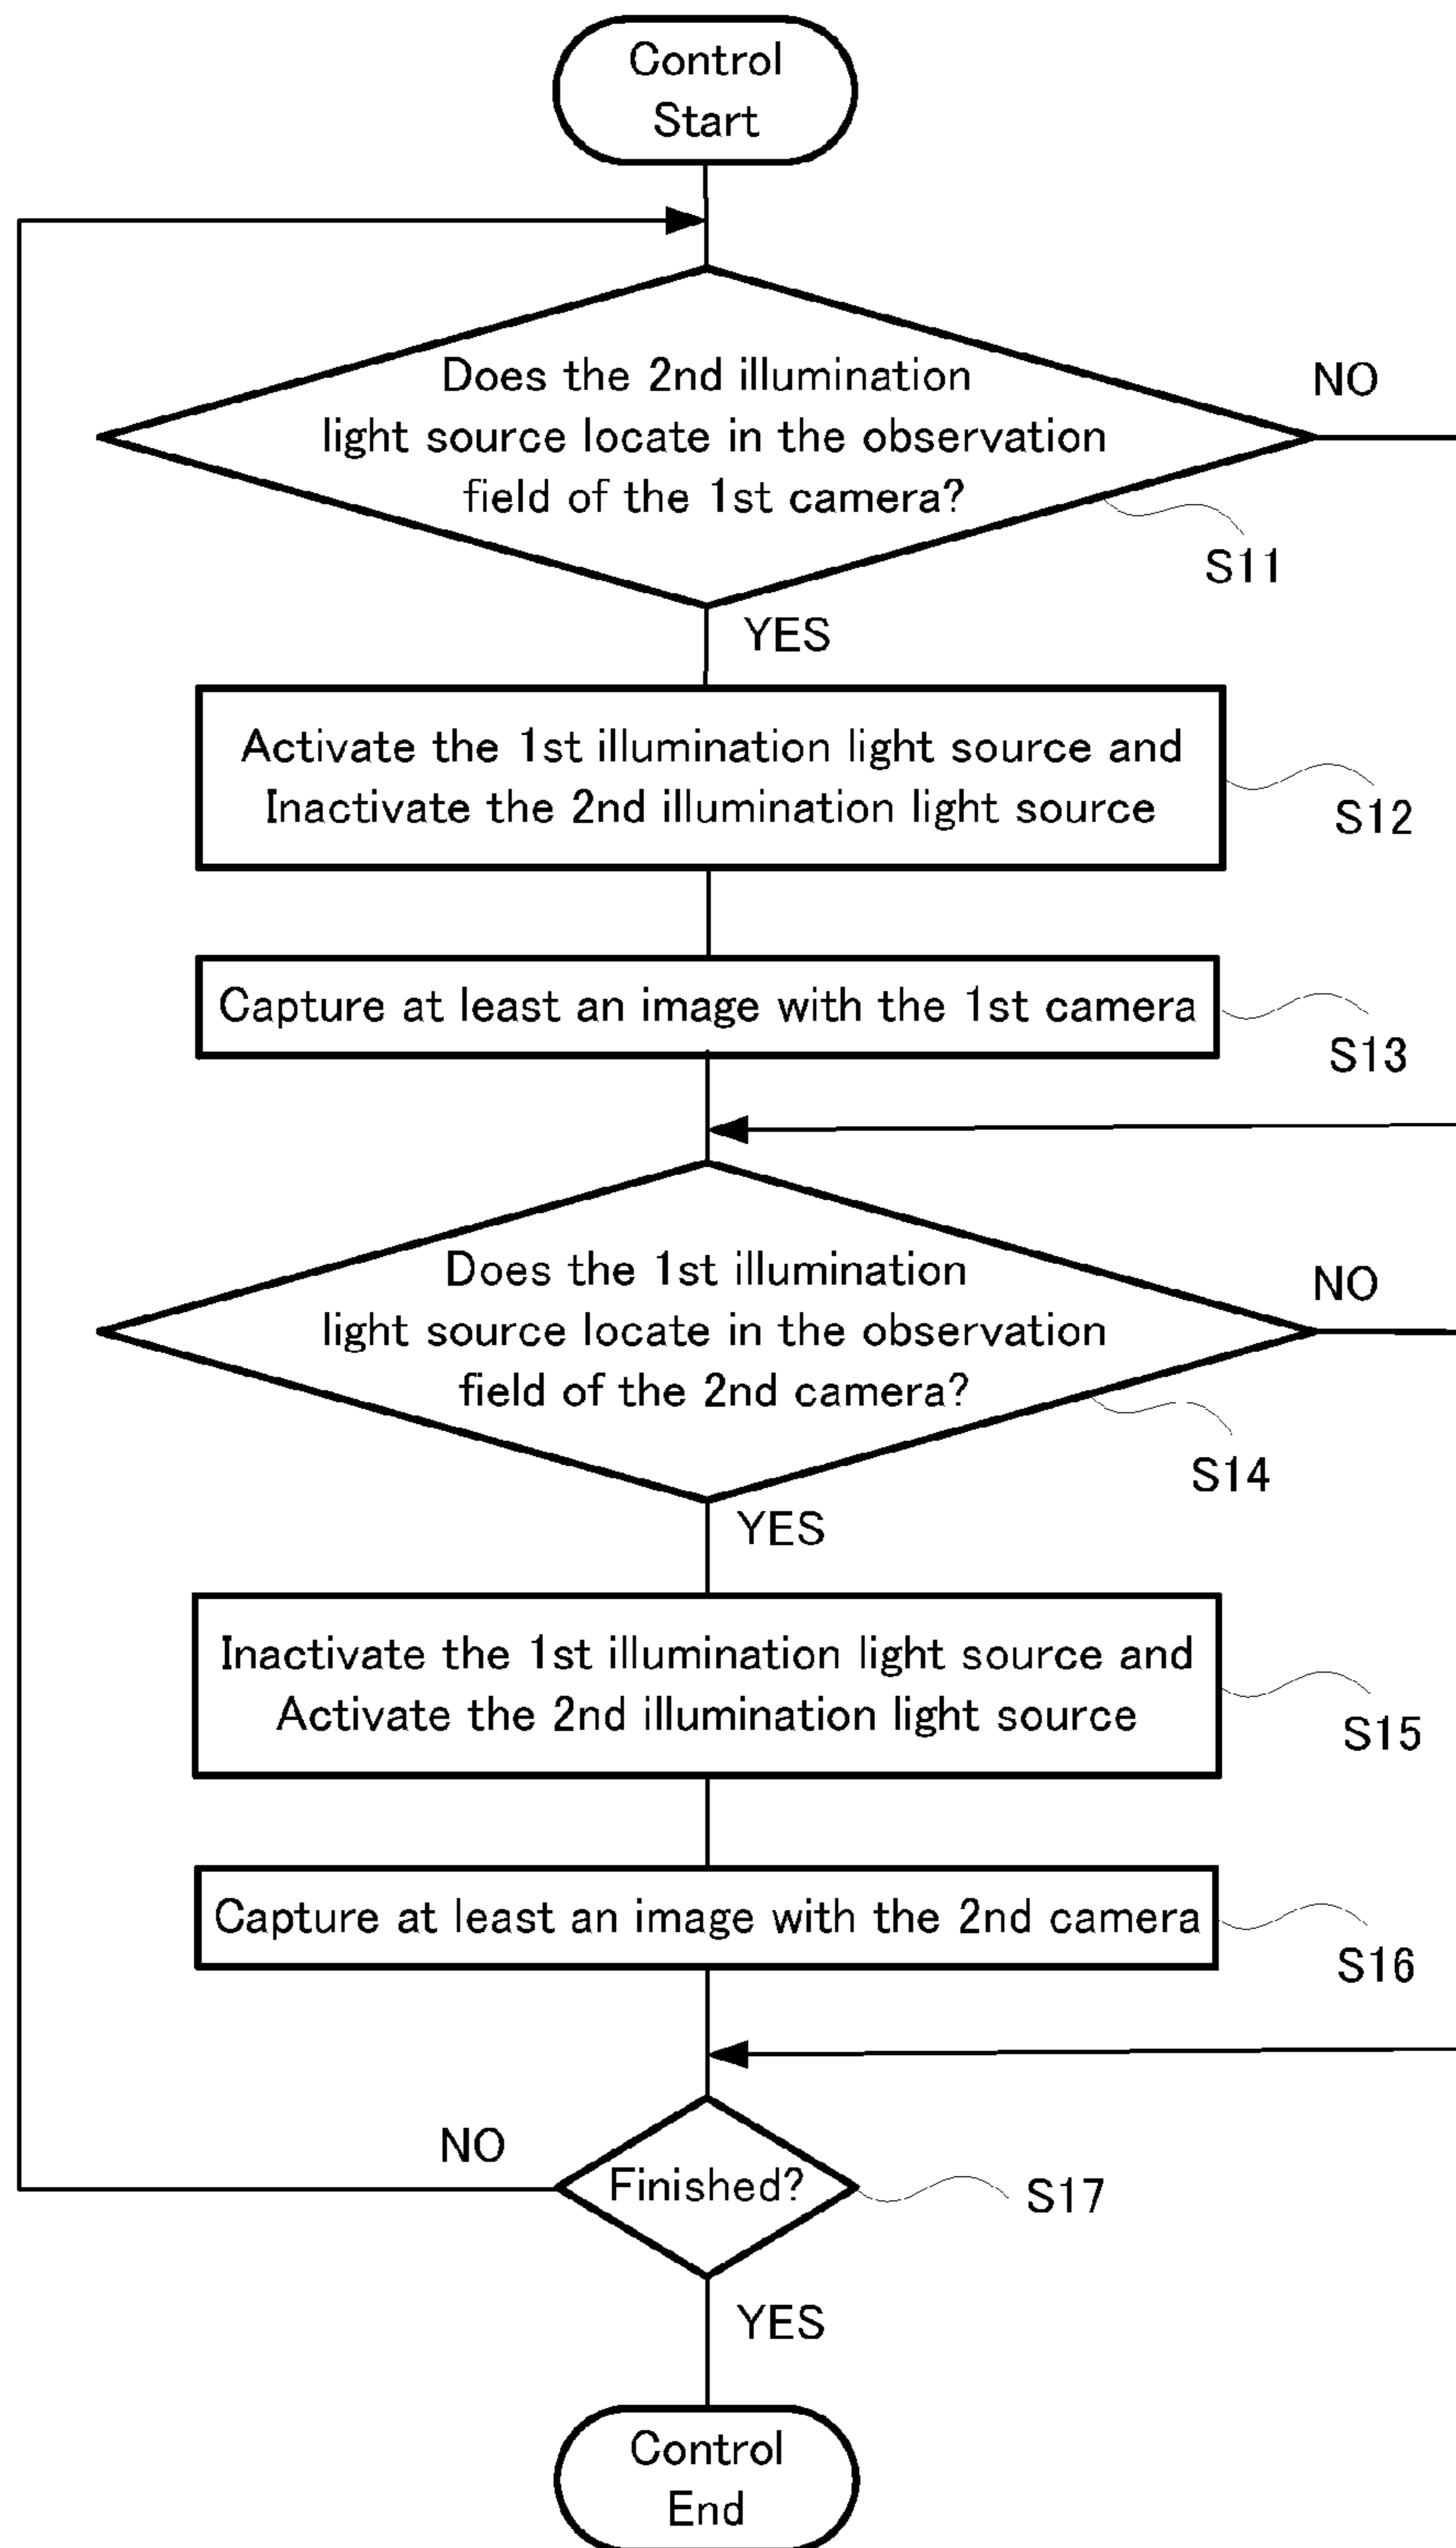 Control
Start
Does the 2nd illumination
light source locate in the observation
field of the 1st camera?
NO
S11
YES
Activate the 1st illumination light source and
Inactivate the 2nd illumination light source
S12
Capture at least an image with the 1st camera
S13
Does the 1st illumination
light source locate in the observation
field of the 2nd camera?
NO
S14
YES
Inactivate the 1st illumination light source and
Activate the 2nd illumination light source
S15
Capture at least an image with the 2nd camera
S16
NO
Finished?
S17
YES
Control
End